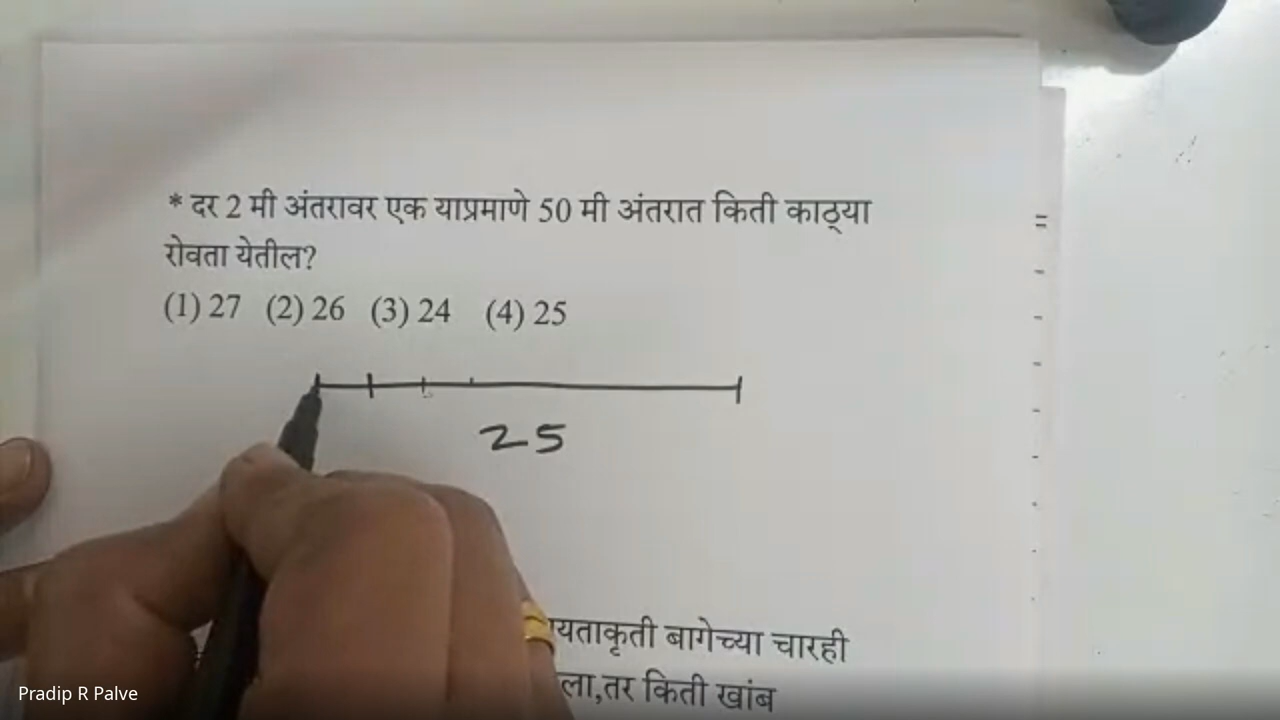 * दर 2 मी अंतरावर एक याप्रमाणे 50 मी अंतरात किती काठ्या
रोवता येतील?
(1) 27 (2) 26 (3) 24 (4) 25
25
बागेच्या चारही
ला,तर किती खांब
Pradip R Palve